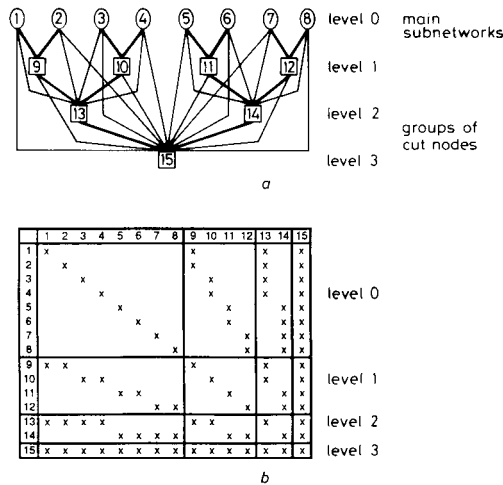 1 2 3 4 5 6 7 8 level 0 main subnetworks
9 10 11 12 level 1
13 14 level 2
groups of cut nodes
15 level 3
a
1 2 3 4 5 6 7 8 9 10 11 12 13 14 15
1 x x x x
2 x x x x
3 x x x x
4 x x x x
5 x x x x
6 x x x x
7 x x x x
8 x x x x
level 0
9 x x x x x
10 x x x x x
11 x x x x x
12 x x x x x
level 1
13 x x x x x x x x
14 x x x x x x x x
level 2
15 x x x x x x x x x x x x x x x
level 3
b